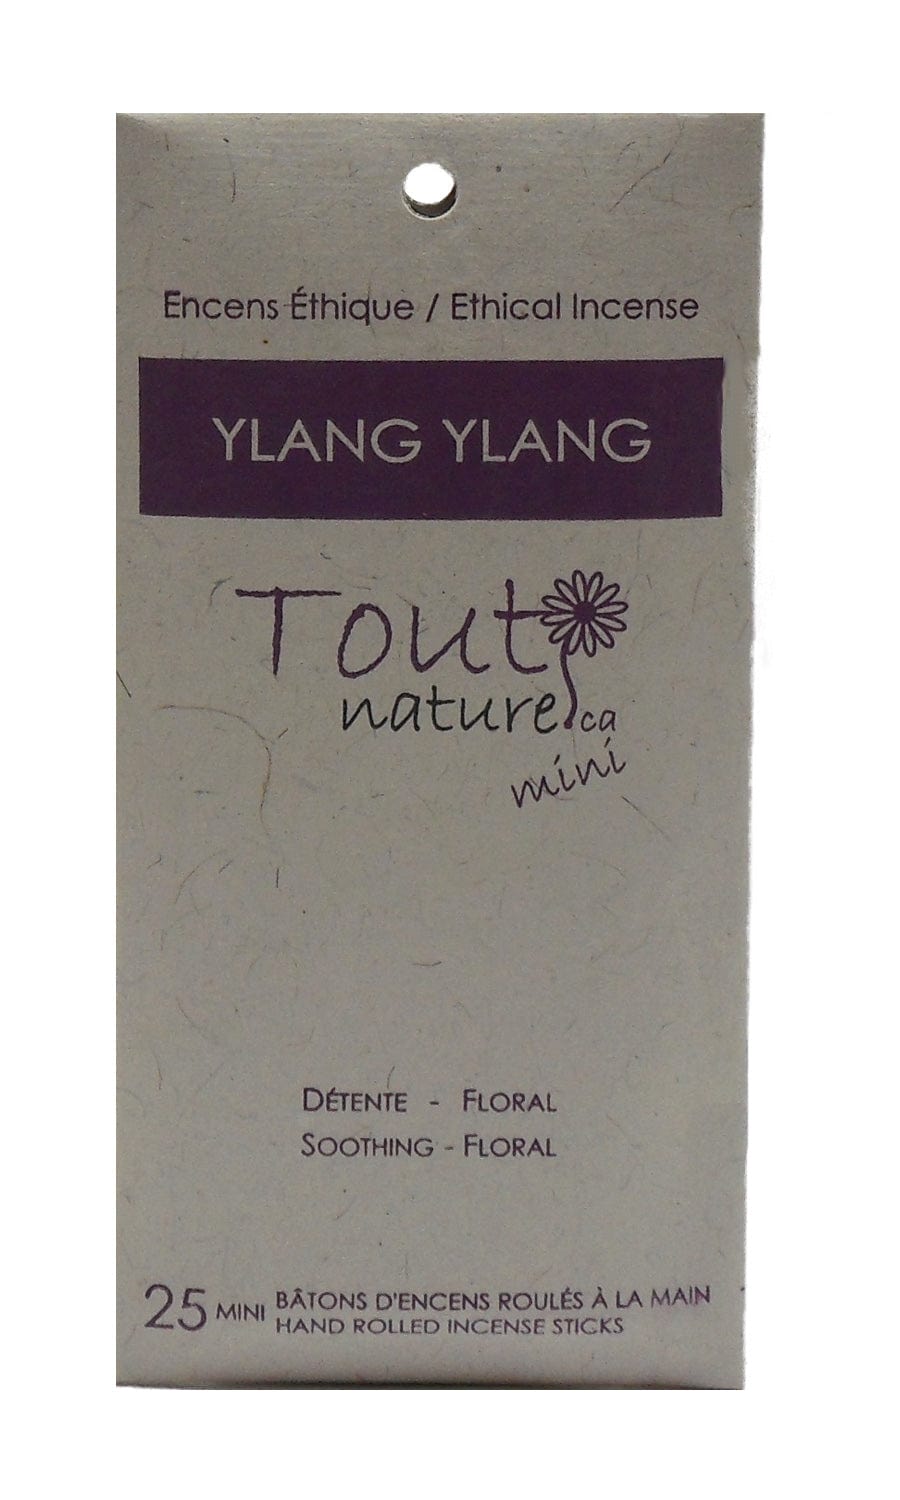 Encens Éthique / Ethical Incense
YLANG YLANG
Tout
nature.ca
mini
DÉTENTE - FLORAL
SOOTHING - FLORAL
25 MINI BÂTONS D'ENCENS ROULÉS À LA MAIN
HAND ROLLED INCENSE STICKS